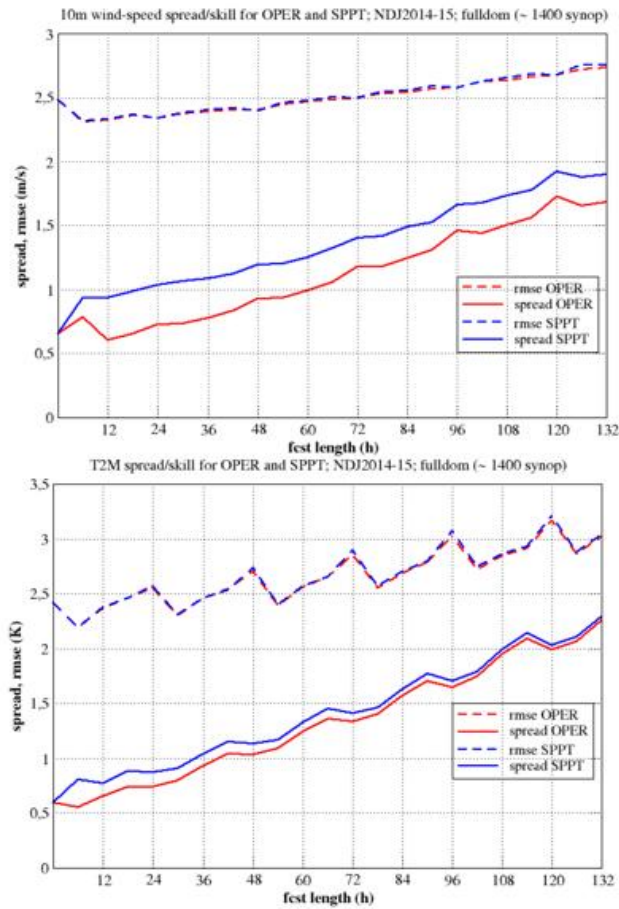 10m wind-speed spread/skill for OPER and SPPT; NDJ2014-15; fulldom (~ 1400 synop)
3
2.5
2
1.5
1
0.5
0
spread, rmse (m/s)
rmse OPER
spread OPER
rmse SPPT
spread SPPT
12 24 36 48 60 72 84 96 108 120 132
fcst length (h)
T2M spread/skill for OPER and SPPT; NDJ2014-15; fulldom (~ 1400 synop)
3,5
3
2,5
2
1,5
1
0,5
0
spread, rmse (K)
rmse OPER
spread OPER
rmse SPPT
spread SPPT
12 24 36 48 60 72 84 96 108 120 132
fcst length (h)